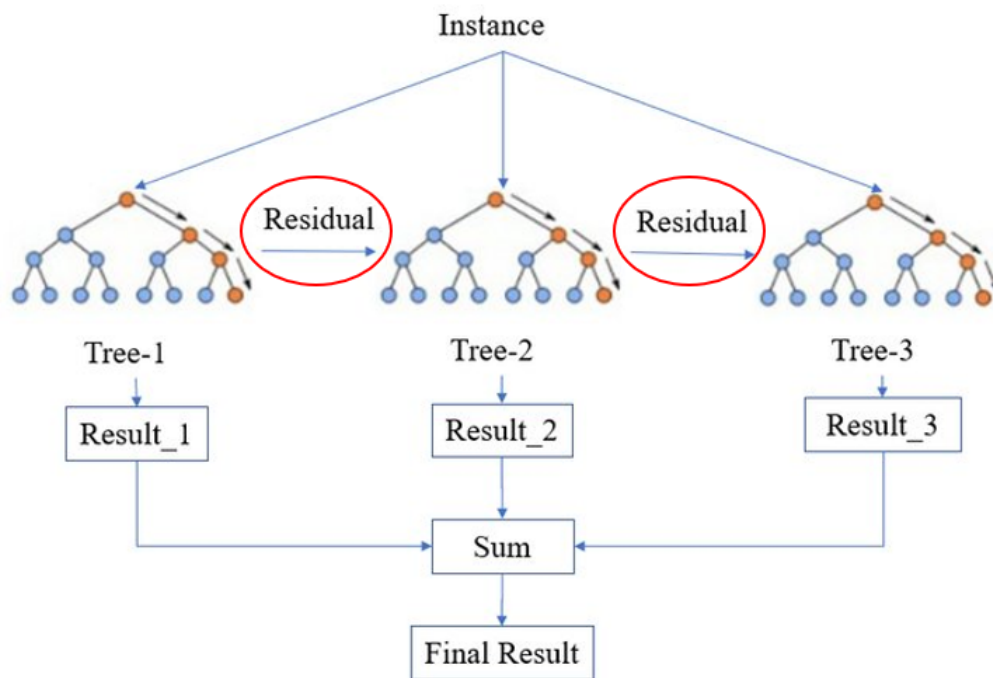 Instance
Residual
Residual
Tree-1
Tree-2
Tree-3
Result_1
Result_2
Result_3
Sum
Final Result